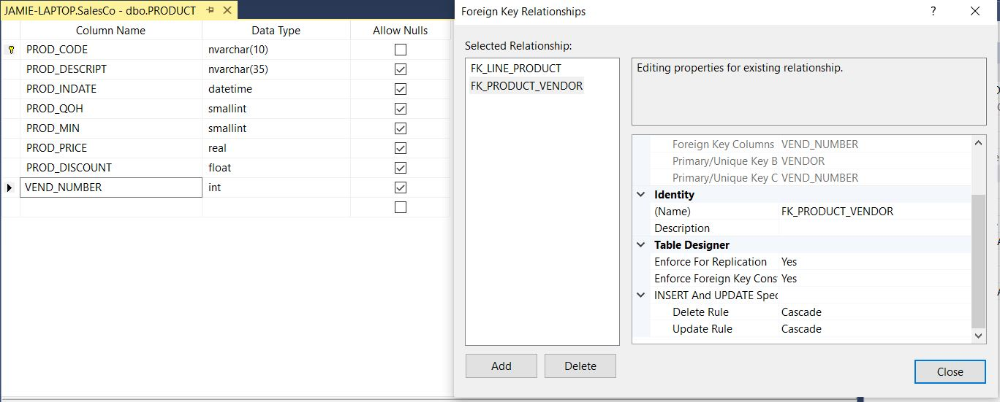 JAMIE-LAPTOP.SalesCo - dbo.PRODUCT
Column Name Data Type Allow Nulls
PROD_CODE nvarchar(10)
PROD_DESCRIPT nvarchar(35)
PROD_INDATE datetime
PROD_QOH smallint
PROD_MIN smallint
PROD_PRICE real
PROD_DISCOUNT float
VEND_NUMBER int
Foreign Key Relationships ?
Selected Relationship:
FK_LINE_PRODUCT
FK_PRODUCT_VENDOR
Editing properties for existing relationship.
Foreign Key Columns VEND_NUMBER
Primary/Unique Key B VENDOR
Primary/Unique Key C VEND_NUMBER
Identity
(Name) FK_PRODUCT_VENDOR
Description
Table Designer
Enforce For Replication Yes
Enforce Foreign Key Cons Yes
INSERT And UPDATE Spec
Delete Rule Cascade
Update Rule Cascade
Add Delete
Close